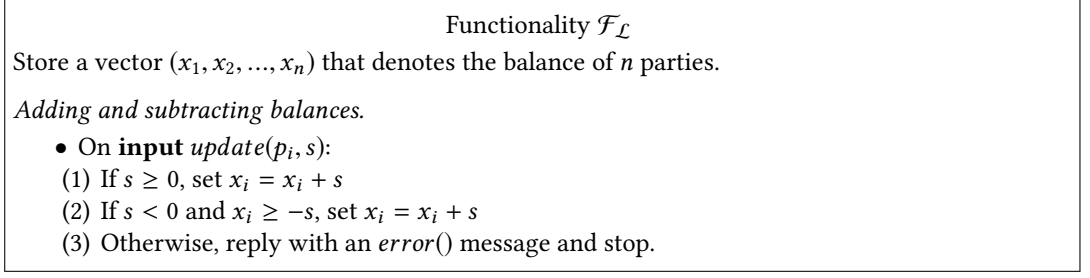 Functionality ℱ_ℒ
Store a vector (x₁, x₂, ..., xₙ) that denotes the balance of n parties.
Adding and subtracting balances.
• On input update(pᵢ, s):
(1) If s ≥ 0, set xᵢ = xᵢ + s
(2) If s < 0 and xᵢ ≥ −s, set xᵢ = xᵢ + s
(3) Otherwise, reply with an error() message and stop.